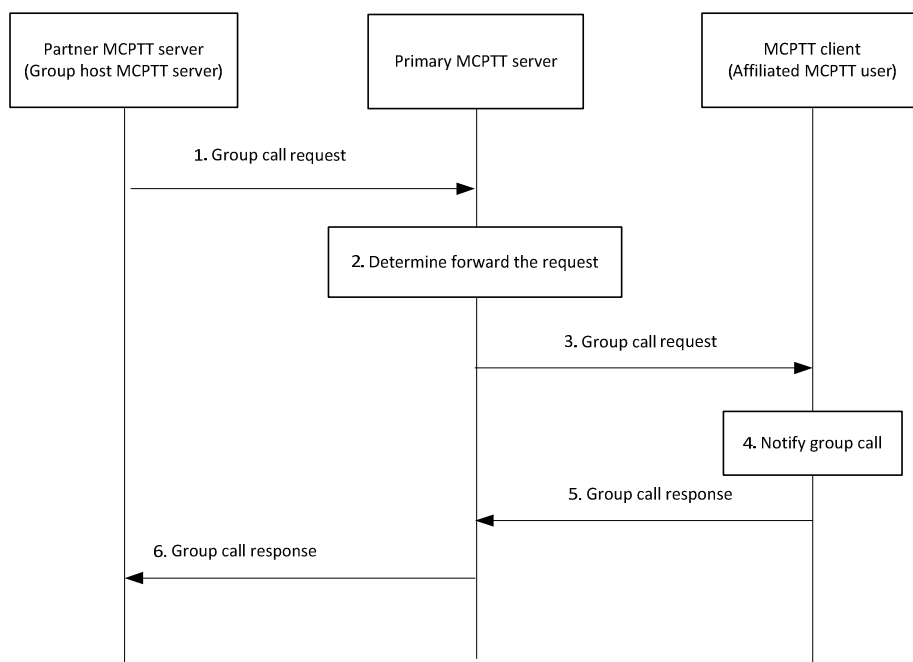 Partner MCPTT server
(Group host MCPTT server)
Primary MCPTT server
MCPTT client
(Affiliated MCPTT user)
1. Group call request
2. Determine forward the request
3. Group call request
4. Notify group call
5. Group call response
6. Group call response